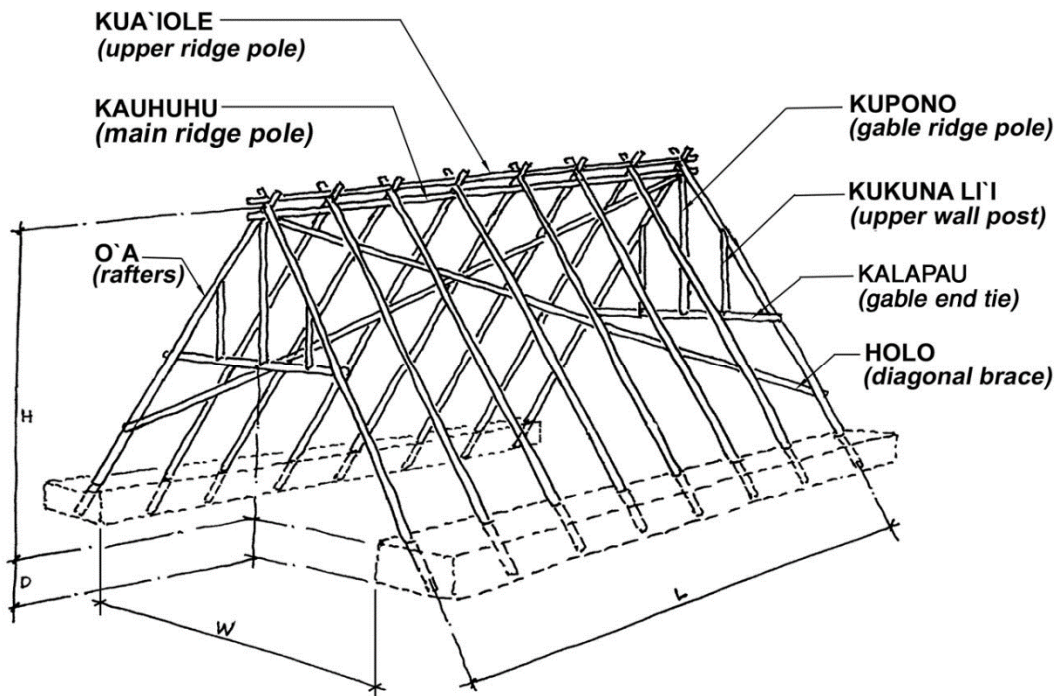 KUA`IOLE
(upper ridge pole)
KAUHUHU
(main ridge pole)
O`A
(rafters)
KUPONO
(gable ridge pole)
KUKUNA LI`I
(upper wall post)
KALAPAU
(gable end tie)
HOLO
(diagonal brace)
H
D
W
L